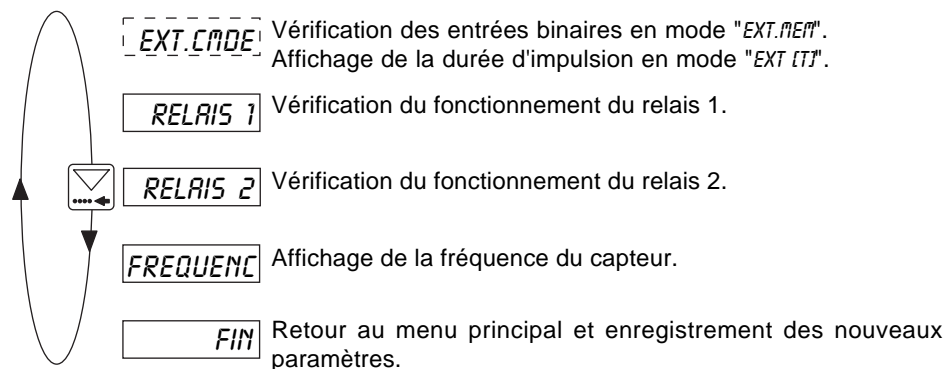 EXT.CMDE Vérification des entrées binaires en mode "EXT.MEM".
Affichage de la durée d'impulsion en mode "EXT [T]".
RELAIS 1 Vérification du fonctionnement du relais 1.
RELAIS 2 Vérification du fonctionnement du relais 2.
FREQUENC Affichage de la fréquence du capteur.
FIN Retour au menu principal et enregistrement des nouveaux
paramètres.